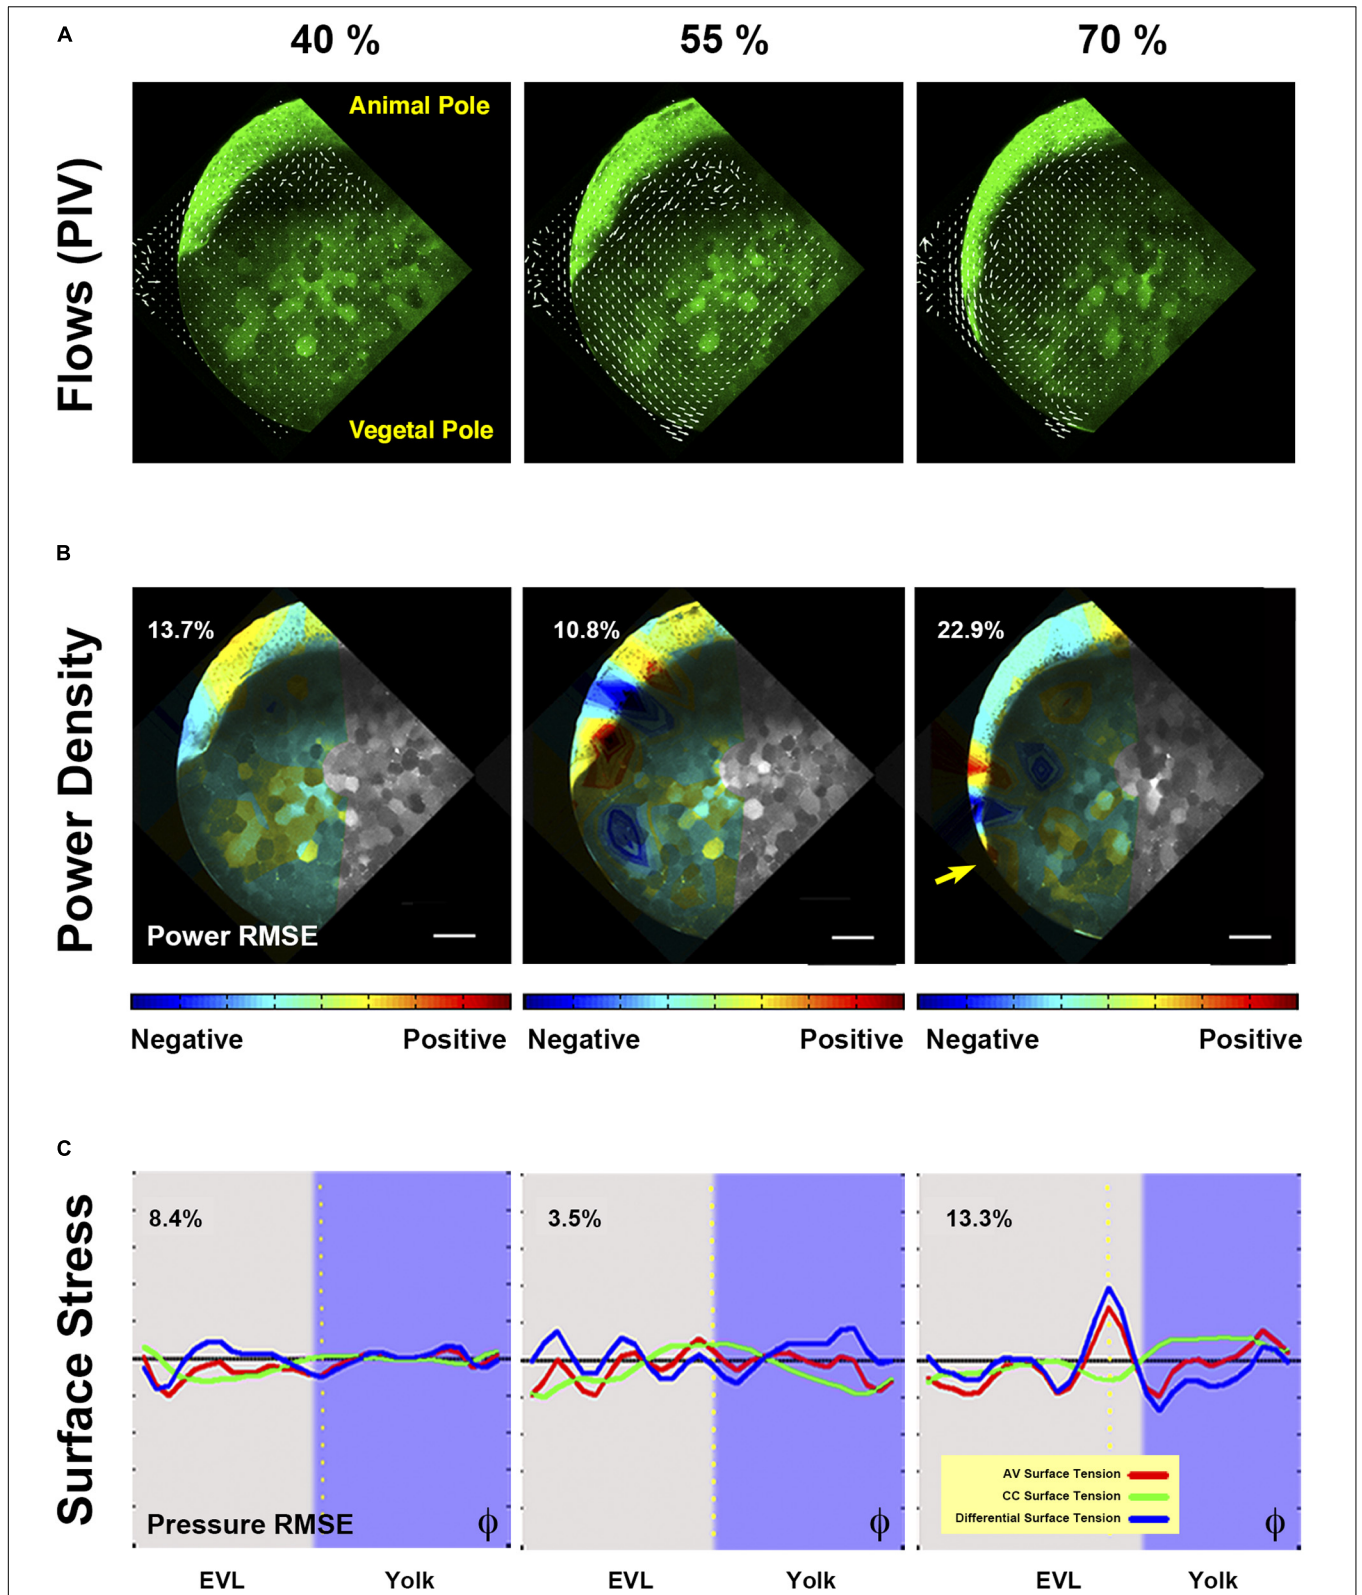 A
40 %
55 %
70 %
Flows (PIV)
Animal Pole
Vegetal Pole
B
Power Density
13.7%
10.8%
22.9%
Power RMSE
Negative
Positive
Negative
Positive
Negative
Positive
C
Surface Stress
8.4%
3.5%
13.3%
AV Surface Tension
CC Surface Tension
Differential Surface Tension
Pressure RMSE
ϕ
ϕ
ϕ
EVL
Yolk
EVL
Yolk
EVL
Yolk